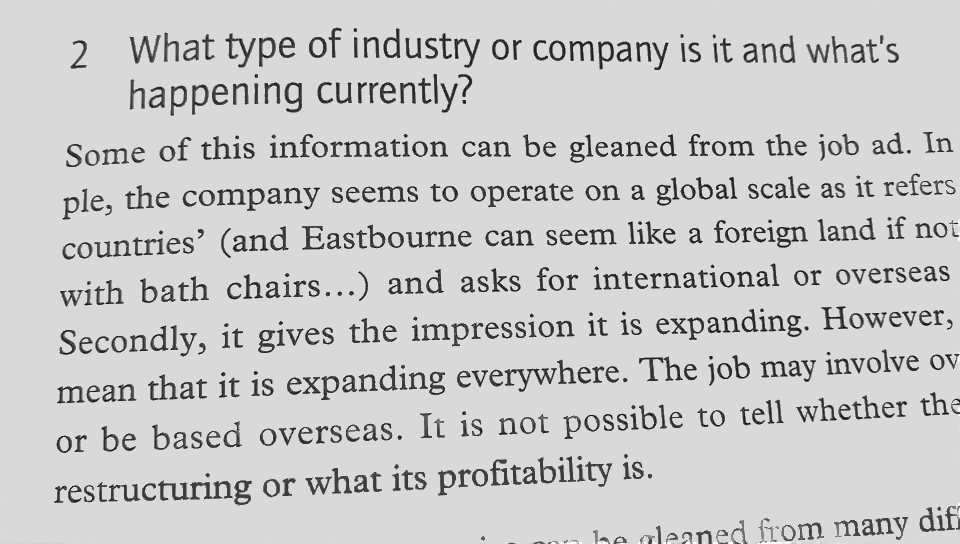 2 What type of industry or company is it and what's
happening currently?
Some of this information can be gleaned from the job ad. In
ple, the company seems to operate on a global scale as it refers
countries’ (and Eastbourne can seem like a foreign land if not
with bath chairs...) and asks for international or overseas
Secondly, it gives the impression it is expanding. However,
mean that it is expanding everywhere. The job may involve ov
or be based overseas. It is not possible to tell whether the
restructuring or what its profitability is.
be gleaned from many dif